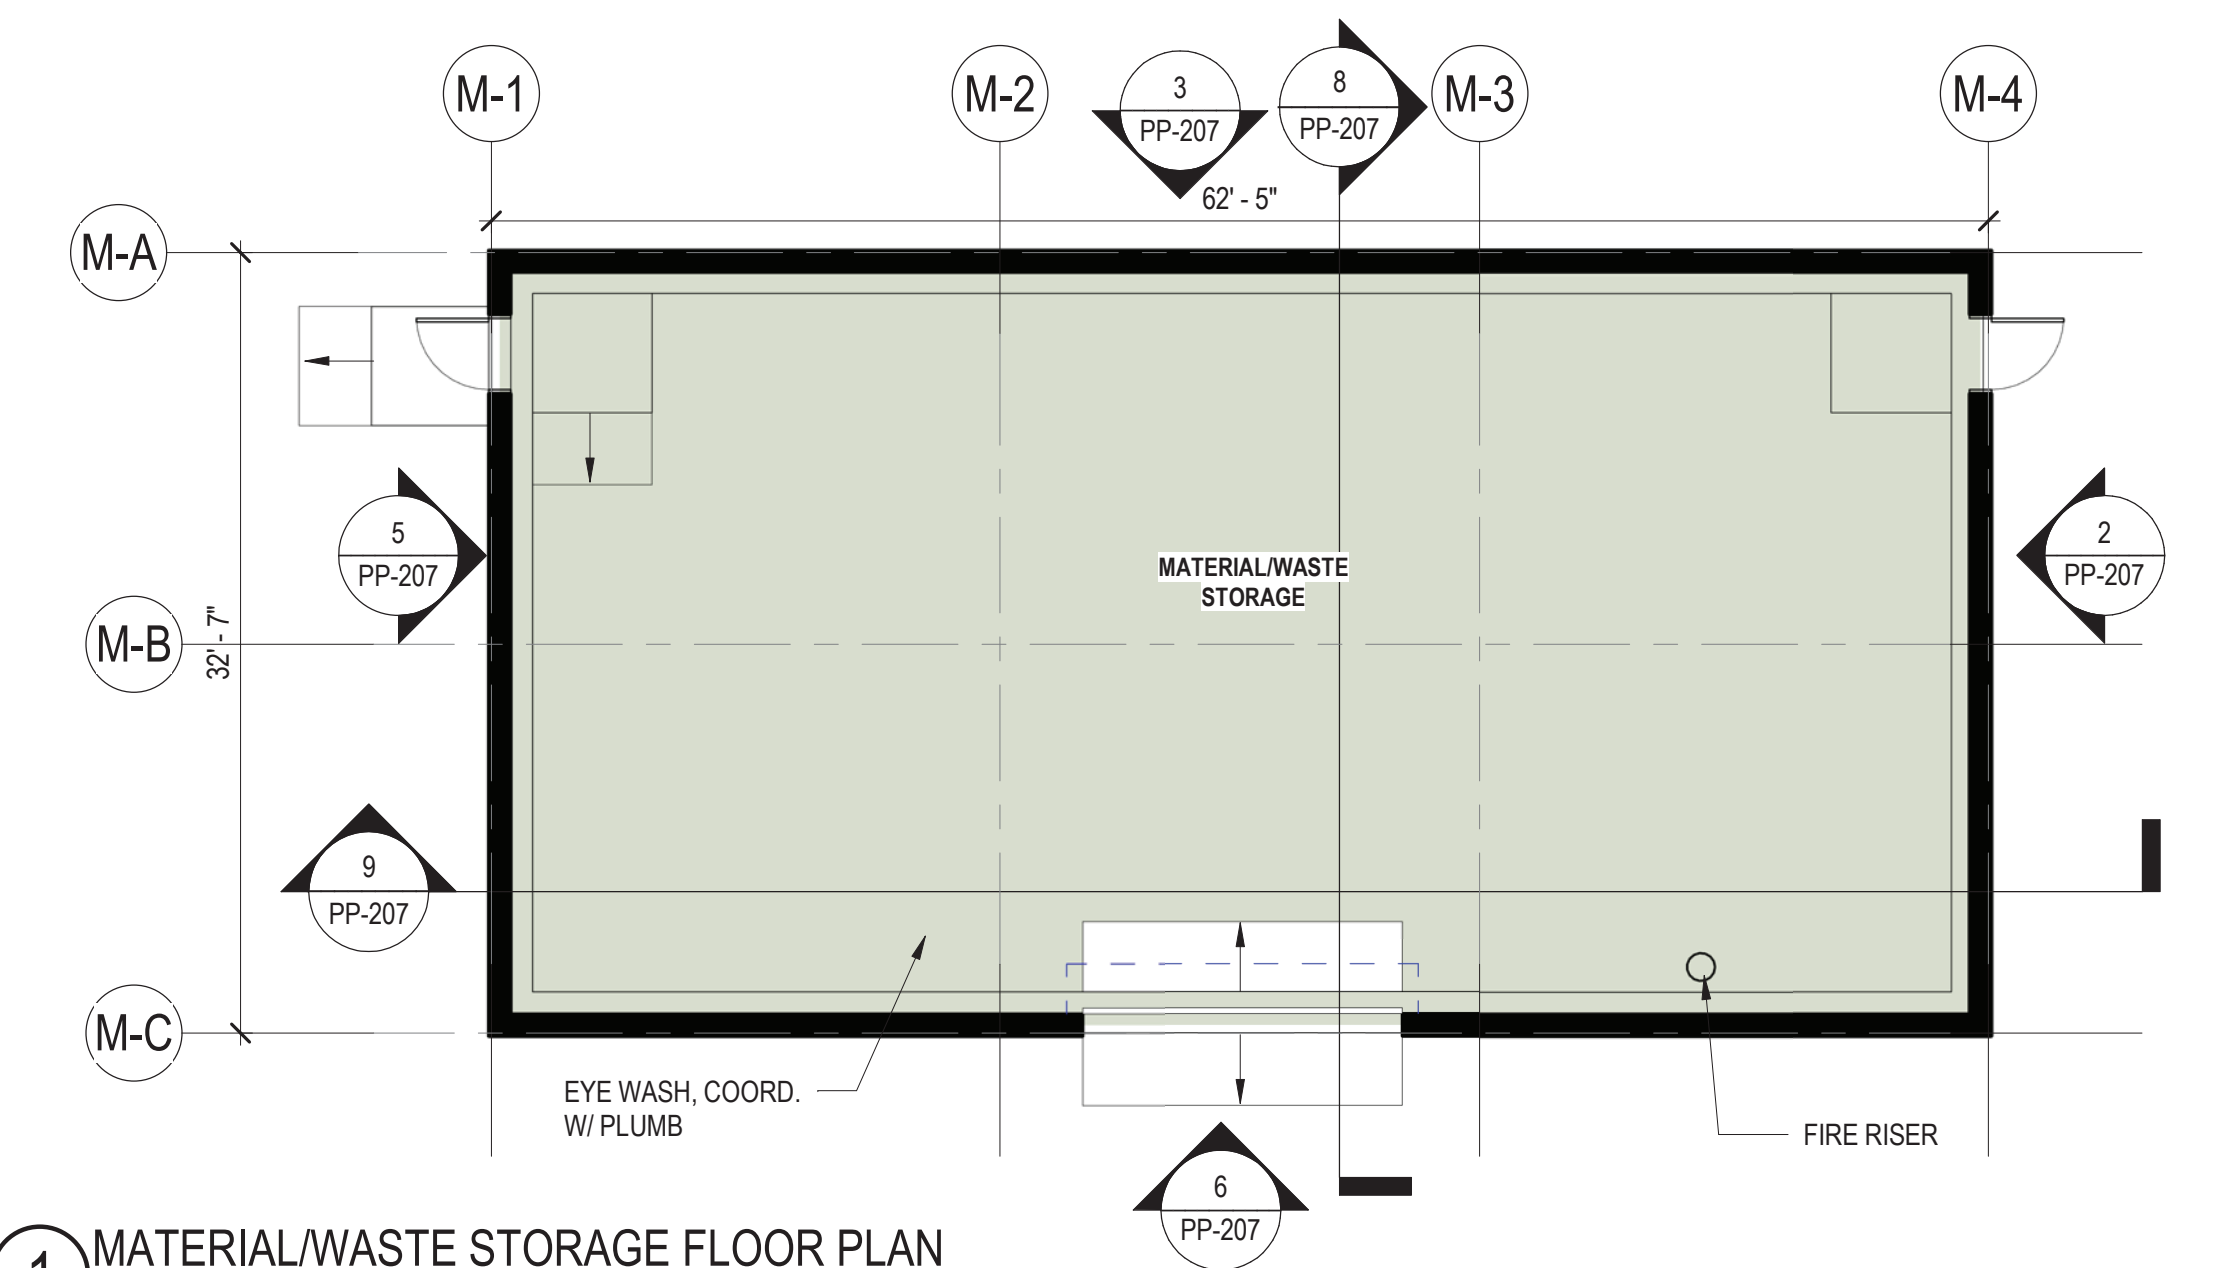 M-1
M-2
3
PP-207
8
PP-207
M-3
M-4
62' - 5"
M-A
5
PP-207
MATERIAL/WASTE
STORAGE
2
PP-207
M-B
32' - 7"
9
PP-207
M-C
EYE WASH, COORD.
W/ PLUMB
FIRE RISER
6
PP-207
1
MATERIAL/WASTE STORAGE FLOOR PLAN